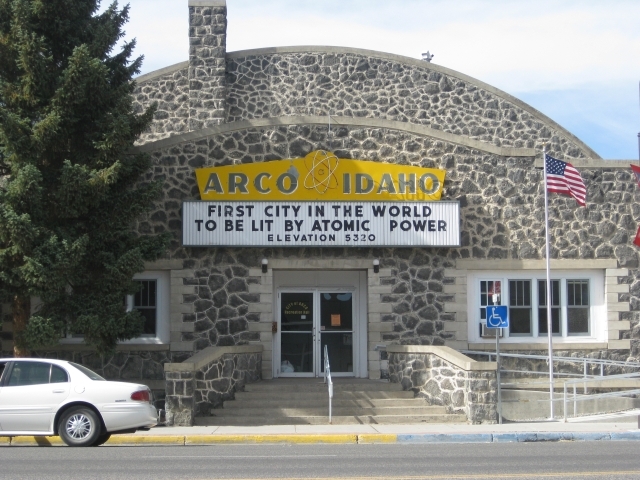 ARCO IDAHO
FIRST CITY IN THE WORLD
TO BE LIT BY ATOMIC POWER
ELEVATION 5320